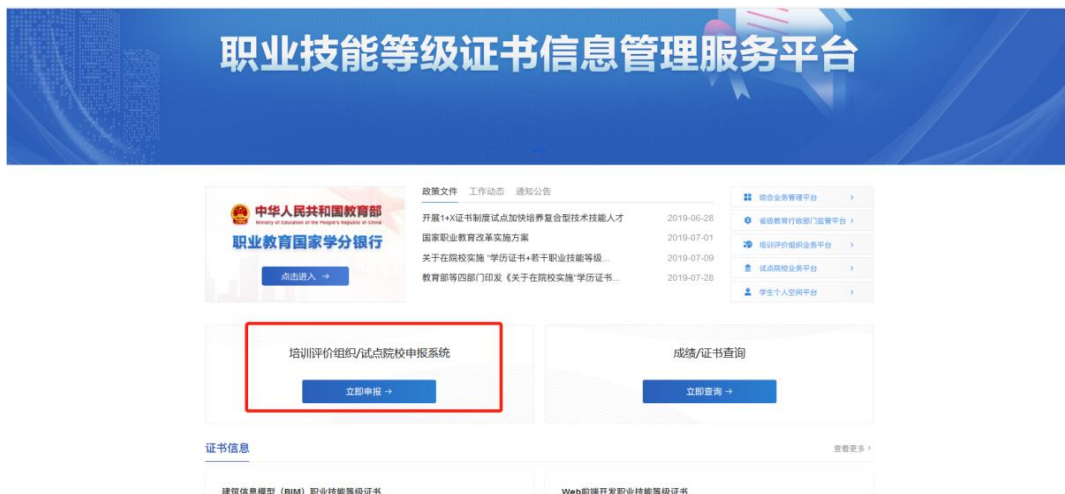 职业技能等级证书信息管理服务平台
中华人民共和国教育部
Ministry of Education of the People's Republic of China
职业教育国家学分银行
点击进入 →
政策文件 工作动态 通知公告
开展1+X证书制度试点加快培养复合型技术技能人才 2019-06-28
国家职业教育改革实施方案 2019-07-01
关于在院校实施 "学历证书+若干职业技能等级... 2019-07-09
教育部等四部门印发《关于在院校实施"学历证书... 2019-07-28
综合业务管理平台 >
省级教育行政部门监管平台 >
培训评价组织业务平台 >
试点院校业务平台 >
学生个人空间平台 >
培训评价组织/试点院校申报系统
立即申报 →
成绩/证书查询
立即查询 →
证书信息
查看更多 >
建筑信息模型（BIM）职业技能等级证书
Web前端开发职业技能等级证书